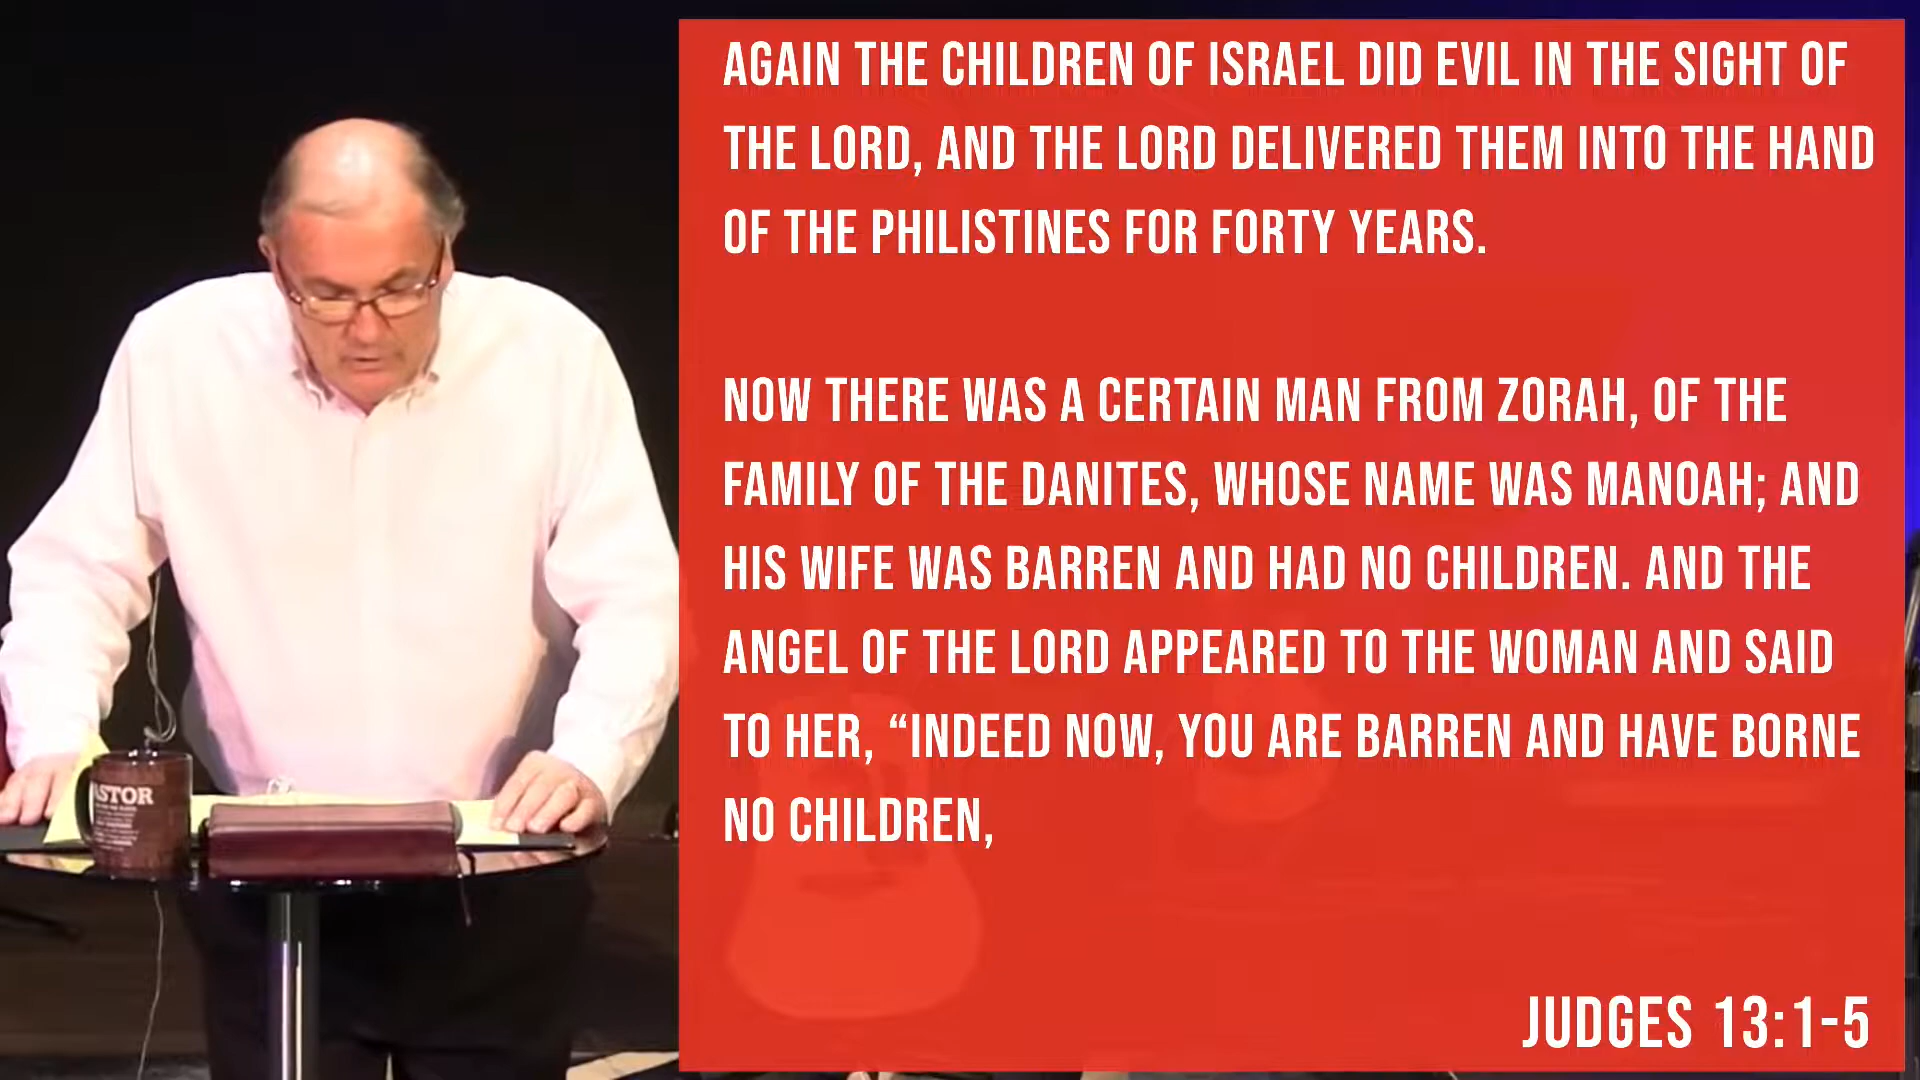 AGAIN THE CHILDREN OF ISRAEL DID EVIL IN THE SIGHT OF
THE LORD, AND THE LORD DELIVERED THEM INTO THE HAND
OF THE PHILISTINES FOR FORTY YEARS.
NOW THERE WAS A CERTAIN MAN FROM ZORAH, OF THE
FAMILY OF THE DANITES, WHOSE NAME WAS MANOAH; AND
HIS WIFE WAS BARREN AND HAD NO CHILDREN. AND THE
ANGEL OF THE LORD APPEARED TO THE WOMAN AND SAID
TO HER, “INDEED NOW, YOU ARE BARREN AND HAVE BORNE
NO CHILDREN,
JUDGES 13:1-5
ASTOR